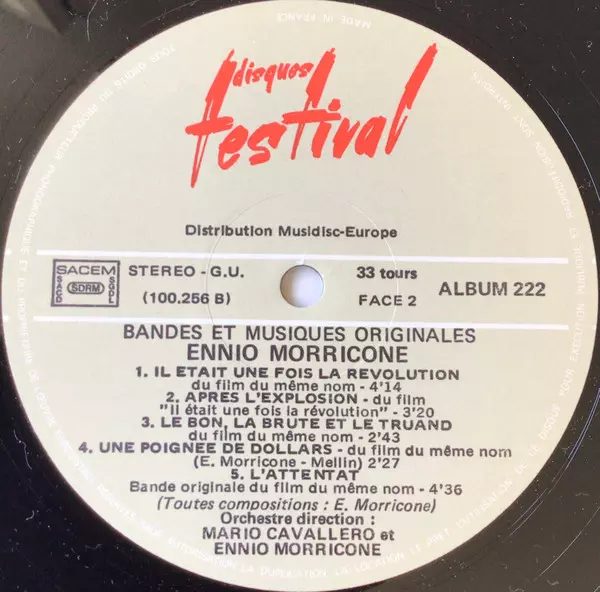 MADE IN FRANCE
disques
festival
Distribution Musidisc-Europe
SACEM
SACD SDRM SGDL
STEREO - G.U.
(100.256 B)
33 tours
FACE 2
ALBUM 222
BANDES ET MUSIQUES ORIGINALES
ENNIO MORRICONE
1. IL ETAIT UNE FOIS LA REVOLUTION
du film du même nom - 4'14
2. APRES L'EXPLOSION - du film
"il était une fois la révolution" - 3'20
3. LE BON, LA BRUTE ET LE TRUAND
du film du même nom - 2'43
4. UNE POIGNEE DE DOLLARS - du film du même nom
(E. Morricone - Mellin) 2'27
5. L'ATTENTAT
Bande originale du film du même nom - 4'36
(Toutes compositions : E. Morricone)
Orchestre direction :
MARIO CAVALLERO et
ENNIO MORRICONE